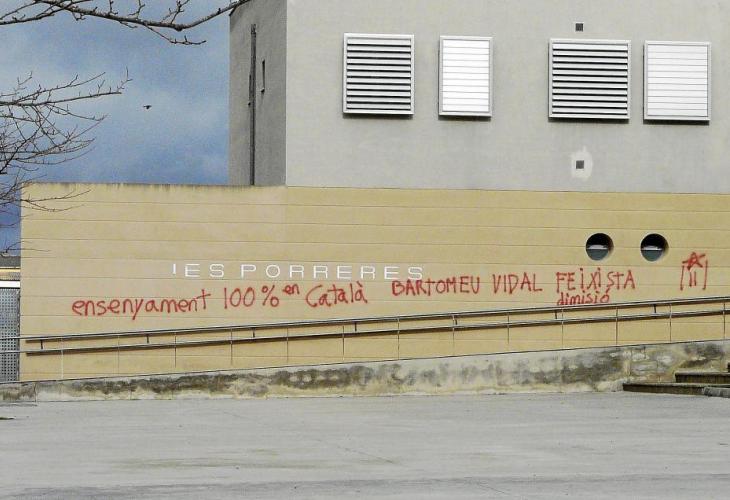 IES PORRERES
ensenyament 100% en Català
BARTOMEU VIDAL FEIXISTA
dimisió